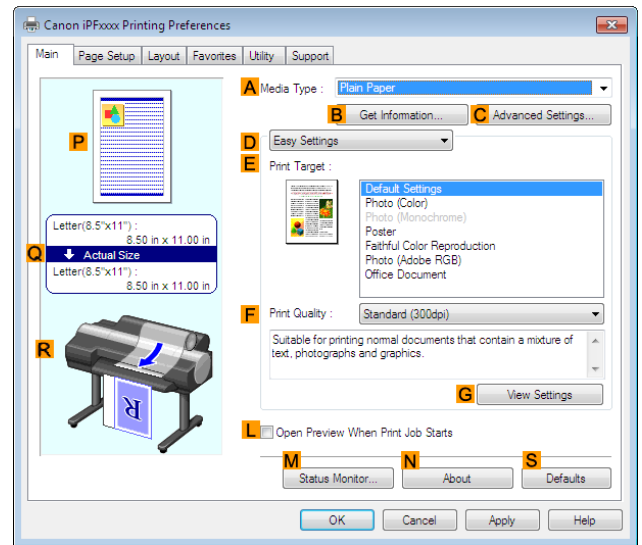 Canon iPFxxxx Printing Preferences
Main Page Setup Layout Favorites Utility Support
A Media Type : Plain Paper
B Get Information... C Advanced Settings...
D Easy Settings
E Print Target :
Default Settings
Photo (Color)
Photo (Monochrome)
Poster
Faithful Color Reproduction
Photo (Adobe RGB)
Office Document
P
Letter(8.5"x11") :
8.50 in x 11.00 in
Q Actual Size
Letter(8.5"x11") :
8.50 in x 11.00 in
R
R
F Print Quality : Standard (300dpi)
Suitable for printing normal documents that contain a mixture of
text, photographs and graphics.
G View Settings
L Open Preview When Print Job Starts
M Status Monitor... N About S Defaults
OK Cancel Apply Help